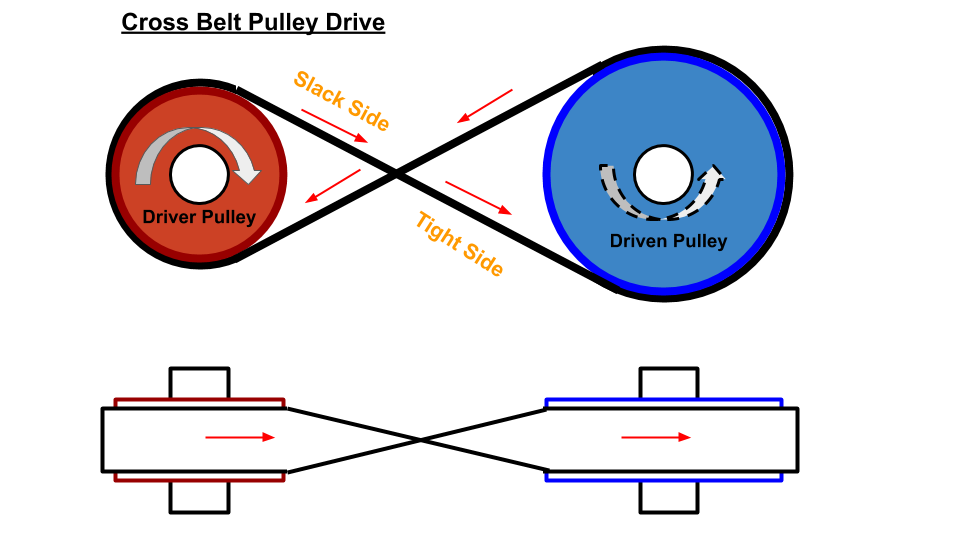 Cross Belt Pulley Drive
Slack Side
Driver Pulley
Tight Side
Driven Pulley